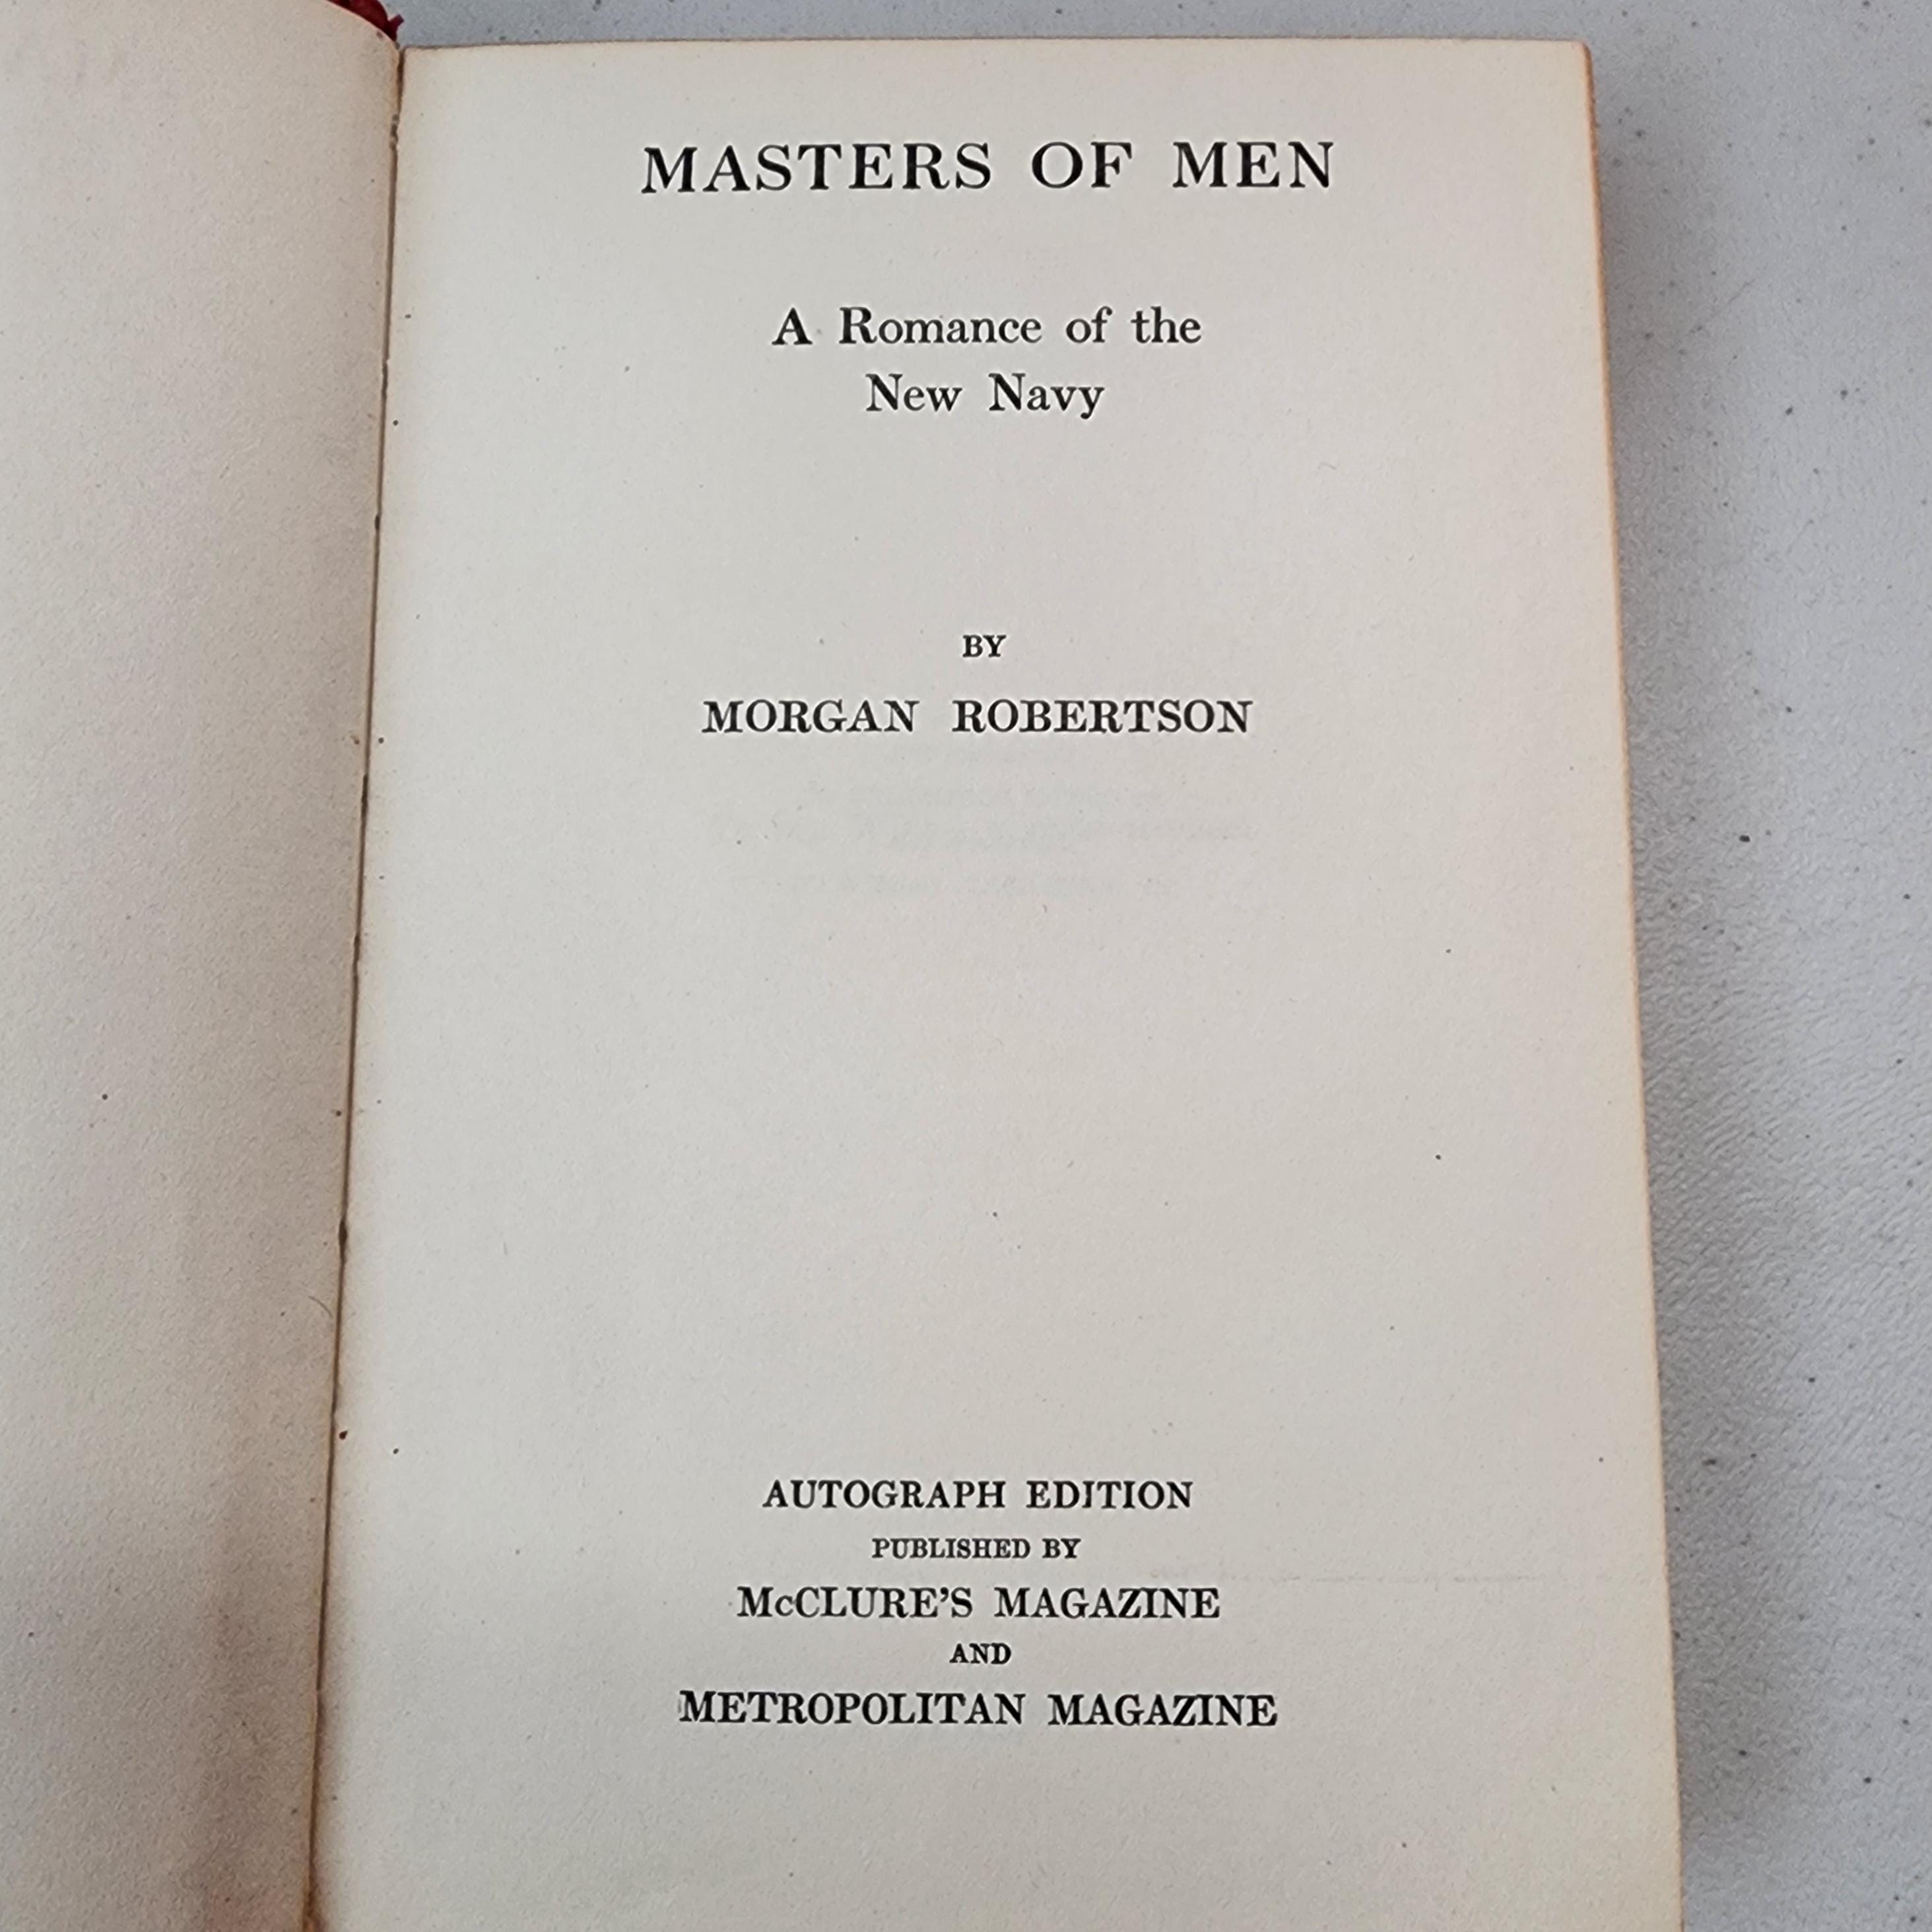 MASTERS OF MEN
A Romance of the
New Navy
BY
MORGAN ROBERTSON
AUTOGRAPH EDITION
PUBLISHED BY
McCLURE'S MAGAZINE
AND
METROPOLITAN MAGAZINE